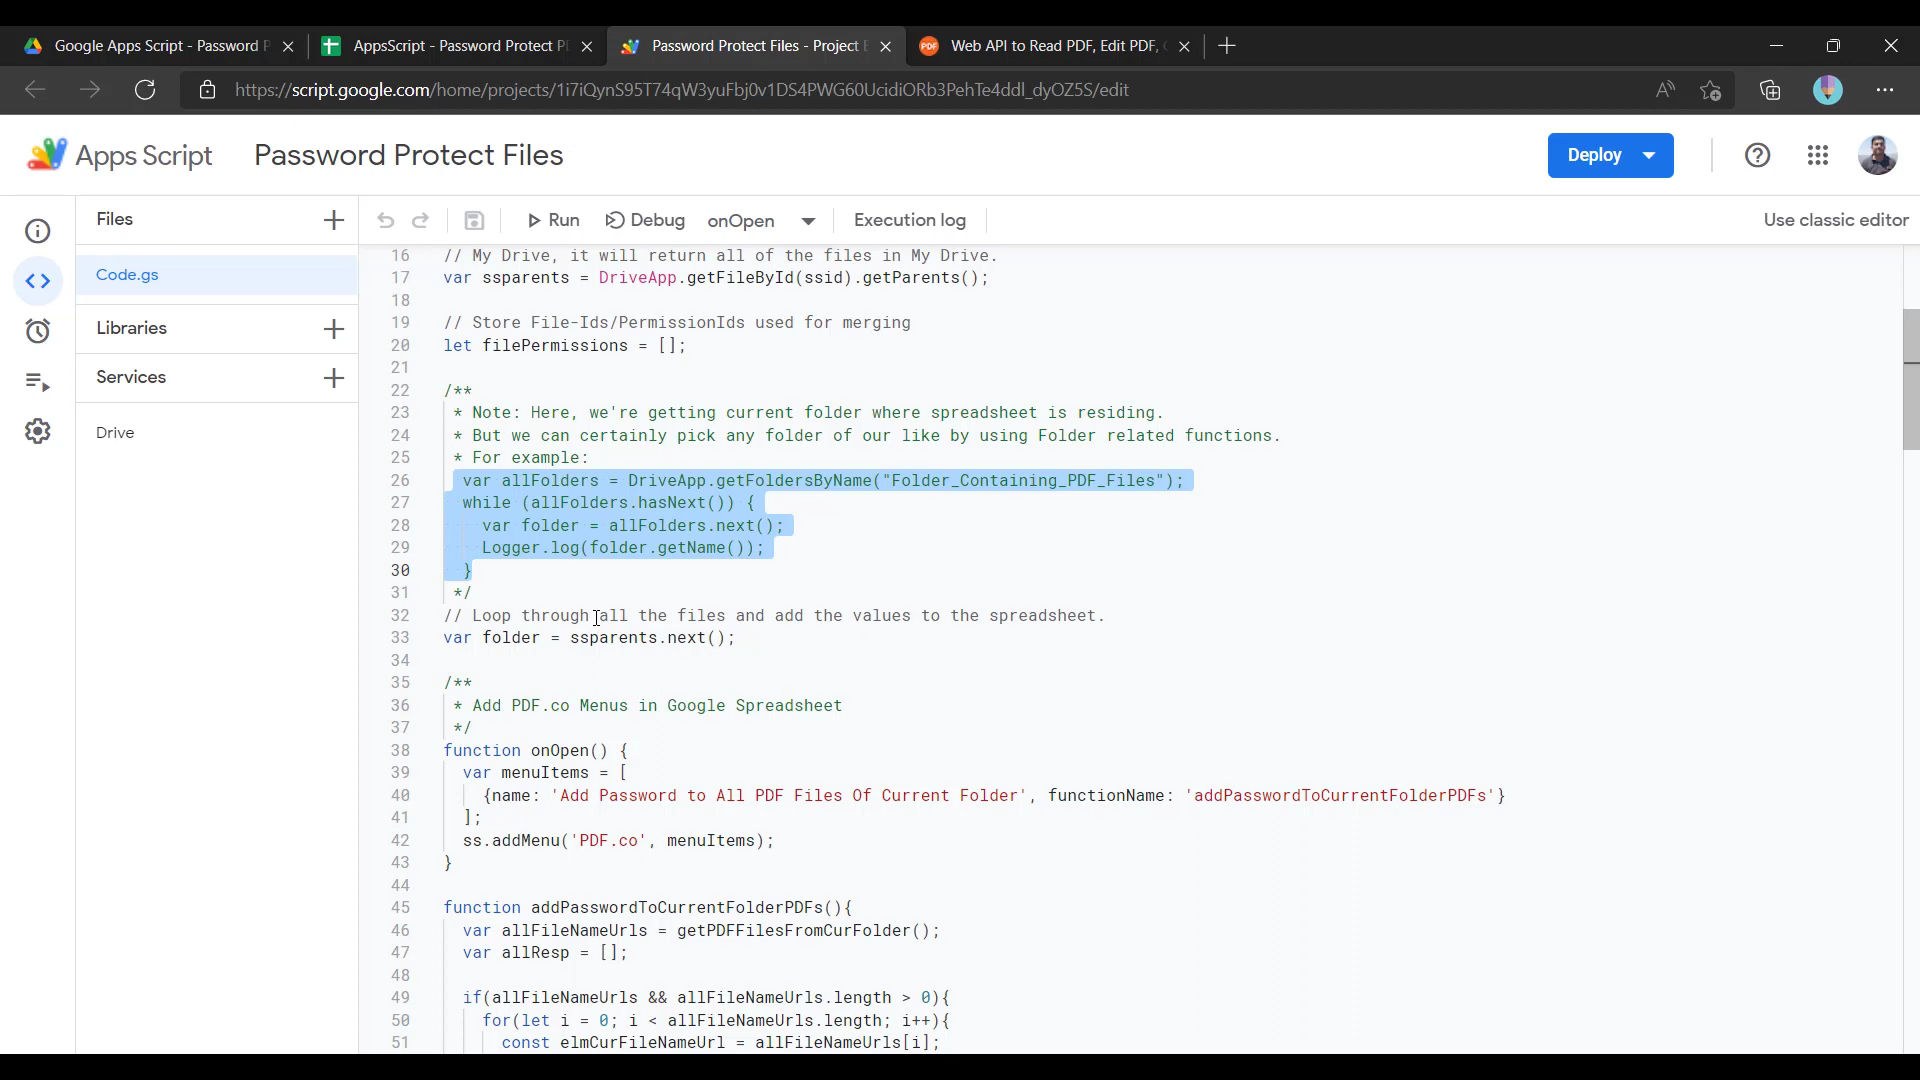 Google Apps Script - Password P
AppsScript - Password Protect P
Password Protect Files - Project E
PDF
Web API to Read PDF, Edit PDF,
https://script.google.com/home/projects/1i7iQynS95T74qW3yuFbj0v1DS4PWG60UcidiORb3PehTe4ddl_dyOZ5S/edit
Apps Script
Password Protect Files
Deploy
Files
Run
Debug
onOpen
Execution log
Use classic editor
Code.gs
Libraries
Services
Drive
16 // My Drive, it will return all of the files in My Drive.
17 var ssparents = DriveApp.getFileById(ssid).getParents();
18
19 // Store File-Ids/PermissionIds used for merging
20 let filePermissions = [];
21
22 /**
23 * Note: Here, we're getting current folder where spreadsheet is residing.
24 * But we can certainly pick any folder of our like by using Folder related functions.
25 * For example:
26 var allFolders = DriveApp.getFoldersByName("Folder_Containing_PDF_Files");
27 while (allFolders.hasNext()) {
28 var folder = allFolders.next();
29 Logger.log(folder.getName());
30 }
31 */
32 // Loop through all the files and add the values to the spreadsheet.
33 var folder = ssparents.next();
34
35 /**
36 * Add PDF.co Menus in Google Spreadsheet
37 */
38 function onOpen() {
39 var menuItems = [
40 {name: 'Add Password to All PDF Files Of Current Folder', functionName: 'addPasswordToCurrentFolderPDFs'}
41 ];
42 ss.addMenu('PDF.co', menuItems);
43 }
44
45 function addPasswordToCurrentFolderPDFs(){
46 var allFileNameUrls = getPDFFilesFromCurFolder();
47 var allResp = [];
48
49 if(allFileNameUrls && allFileNameUrls.length > 0){
50 for(let i = 0; i < allFileNameUrls.length; i++){
51 const elmCurFileNameUrl = allFileNameUrls[i];